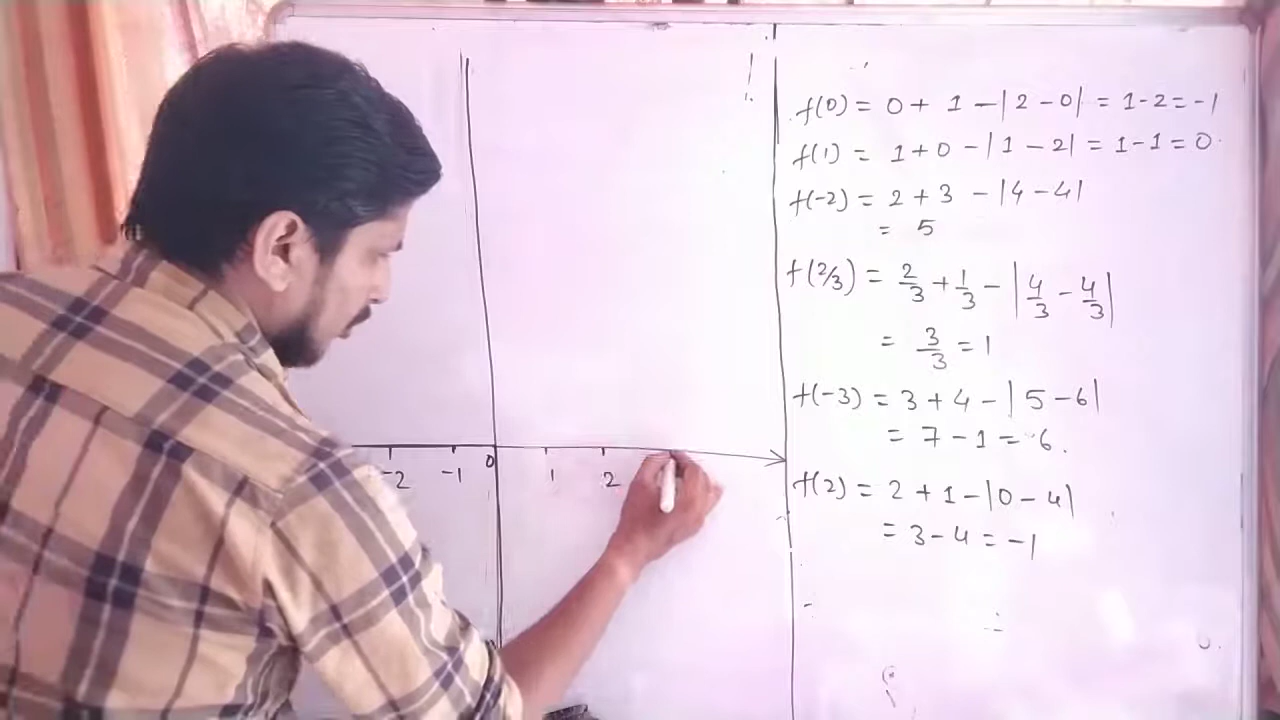 f(0) = 0 + 1 - |2 - 0| = 1 - 2 = -1
f(1) = 1 + 0 - |1 - 2| = 1 - 1 = 0
f(-2) = 2 + 3 - |4 - 4|
= 5
f(2/3) = 2/3 + 1/3 - |4/3 - 4/3|
= 3/3 = 1
f(-3) = 3 + 4 - |5 - 6|
= 7 - 1 = 6
f(2) = 2 + 1 - |0 - 4|
= 3 - 4 = -1
-2 -1 0 1 2